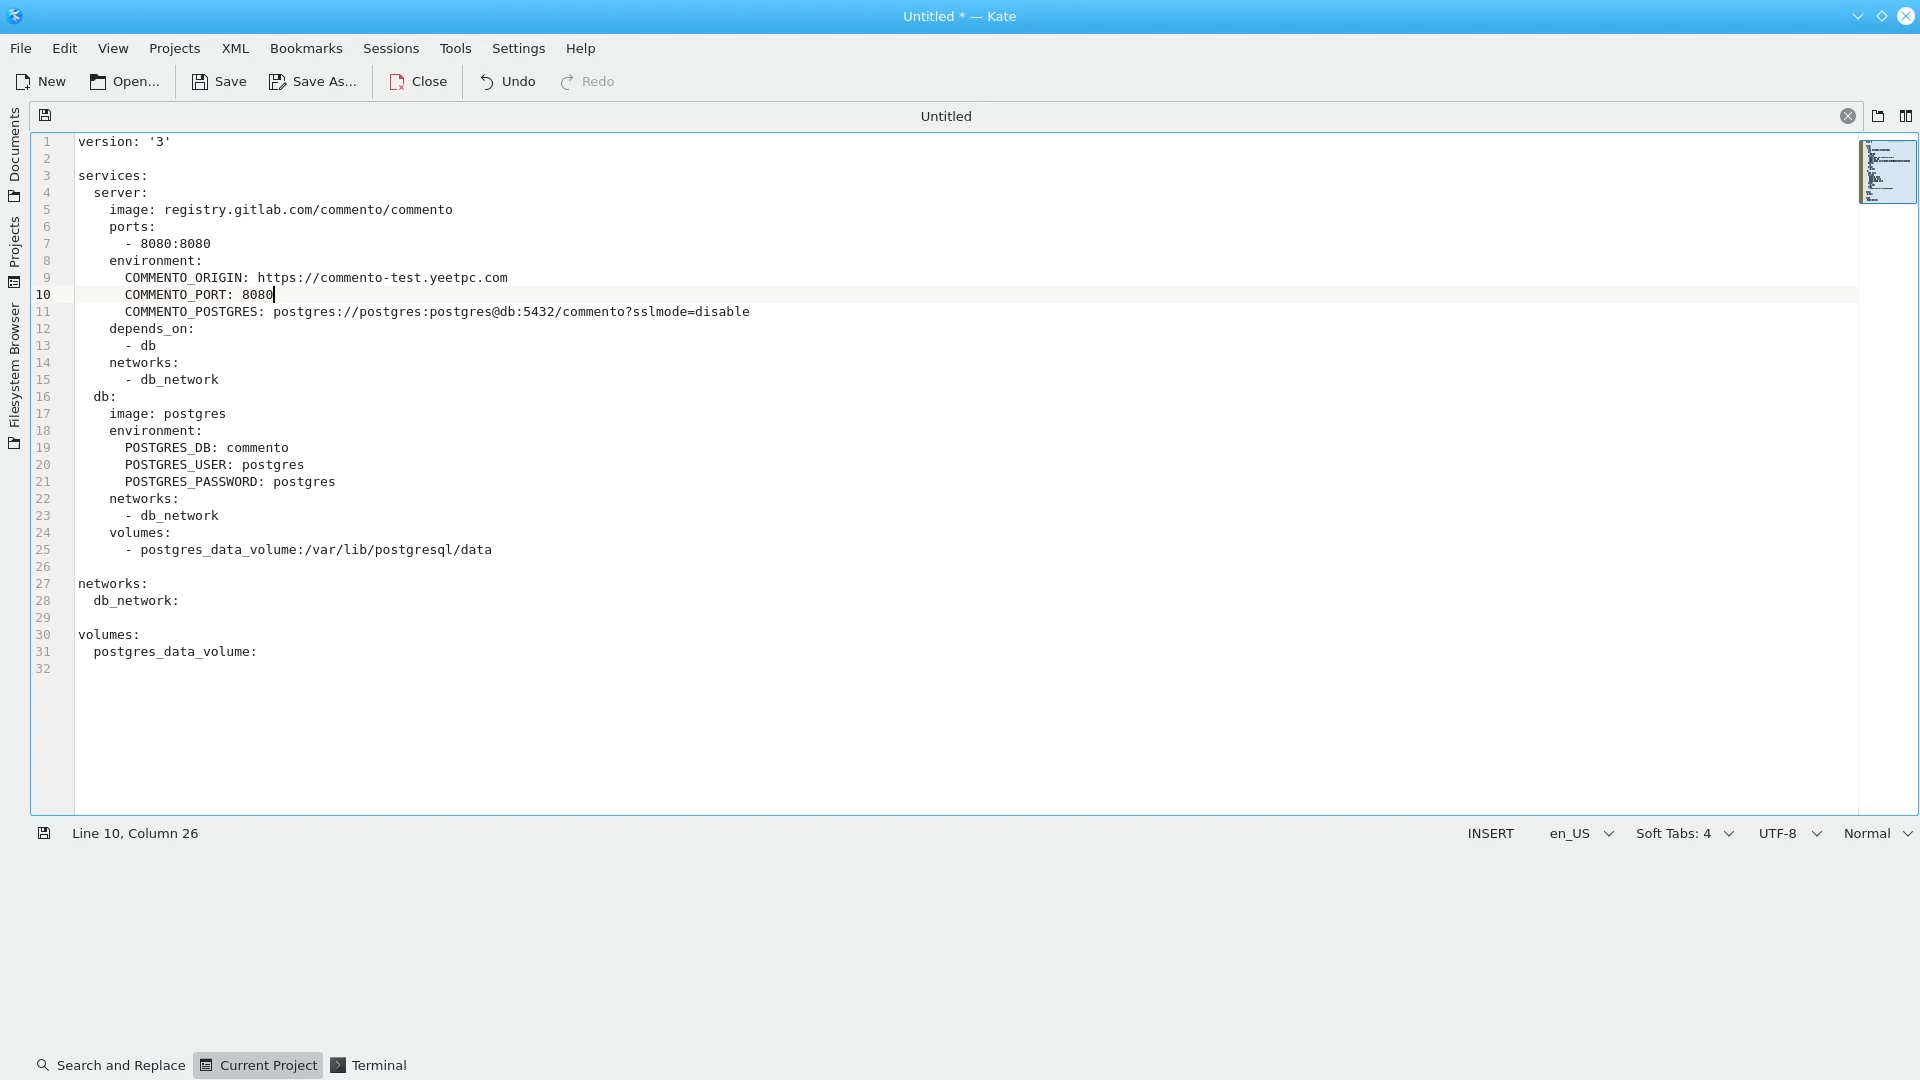 Untitled * — Kate
File Edit View Projects XML Bookmarks Sessions Tools Settings Help
New Open... Save Save As... Close Undo Redo
Documents
Projects
Filesystem Browser
Untitled
1 version: '3'
2
3 services:
4   server:
5     image: registry.gitlab.com/commento/commento
6     ports:
7       - 8080:8080
8     environment:
9       COMMENTO_ORIGIN: https://commento-test.yeetpc.com
10       COMMENTO_PORT: 8080
11       COMMENTO_POSTGRES: postgres://postgres:postgres@db:5432/commento?sslmode=disable
12     depends_on:
13       - db
14     networks:
15       - db_network
16   db:
17     image: postgres
18     environment:
19       POSTGRES_DB: commento
20       POSTGRES_USER: postgres
21       POSTGRES_PASSWORD: postgres
22     networks:
23       - db_network
24     volumes:
25       - postgres_data_volume:/var/lib/postgresql/data
26
27 networks:
28   db_network:
29
30 volumes:
31   postgres_data_volume:
32
Line 10, Column 26 INSERT en_US Soft Tabs: 4 UTF-8 Normal
Search and Replace Current Project Terminal